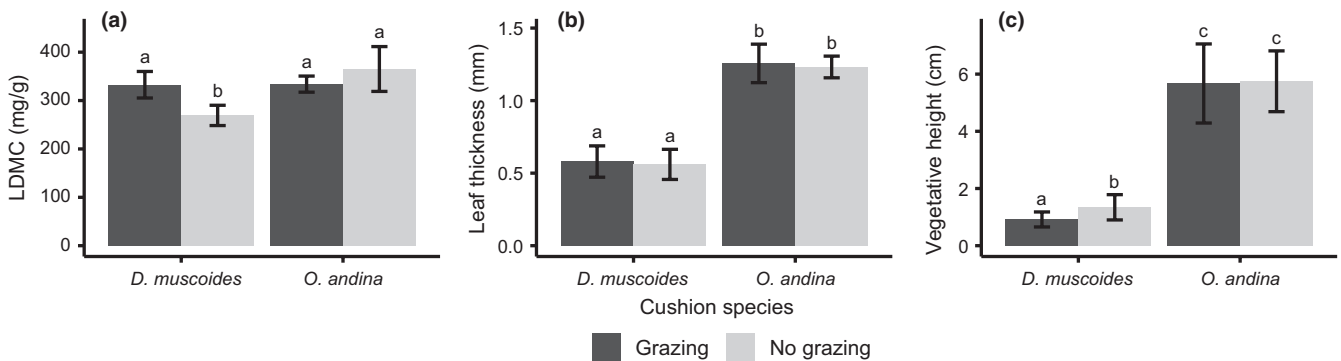 (a)
LDMC (mg/g)
400
300
200
100
0
a
b
a
a
D. muscoides
O. andina
(b)
Leaf thickness (mm)
1.5
1.0
0.5
0.0
a
a
b
b
D. muscoides
O. andina
Cushion species
(c)
Vegetative height (cm)
6
4
2
0
a
b
c
c
D. muscoides
O. andina
Grazing
No grazing